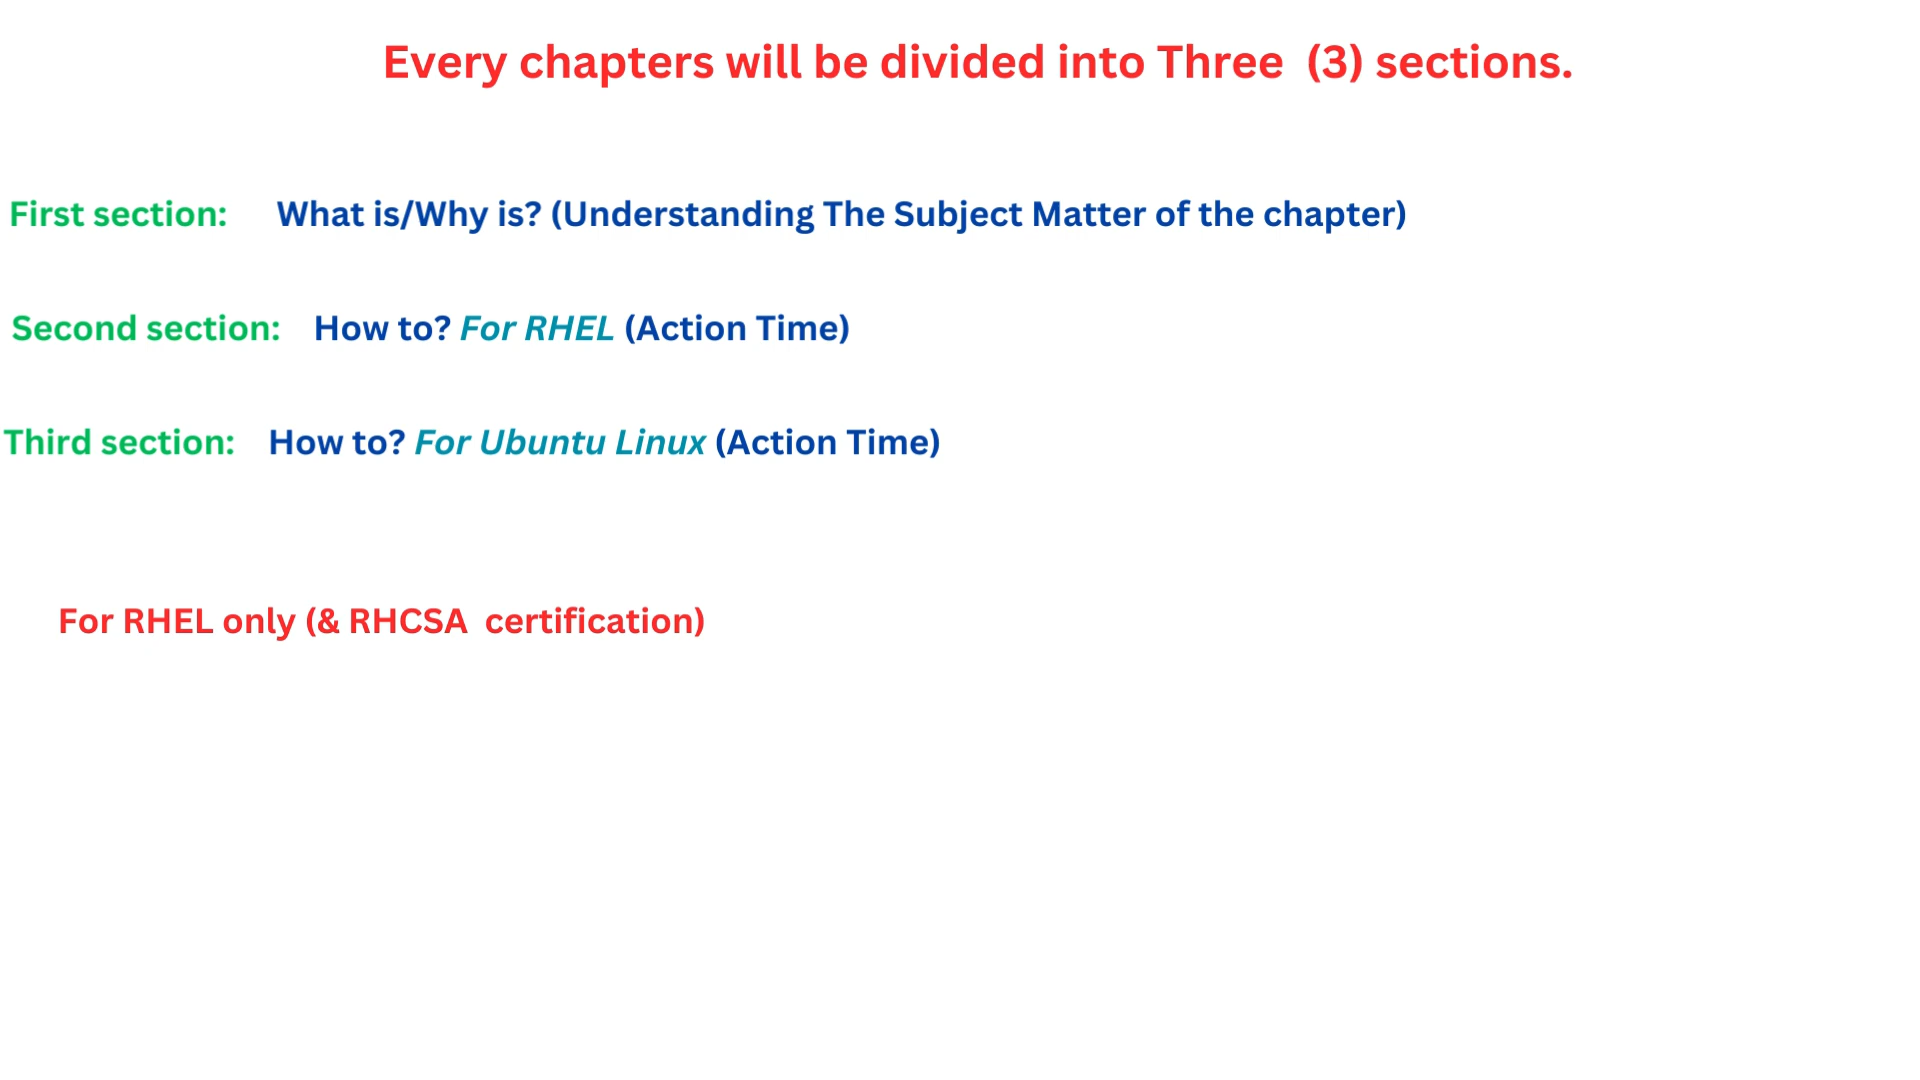 Every chapters will be divided into Three  (3) sections.
First section: What is/Why is? (Understanding The Subject Matter of the chapter)
Second section: How to? For RHEL (Action Time)
Third section: How to? For Ubuntu Linux (Action Time)
For RHEL only (& RHCSA  certification)